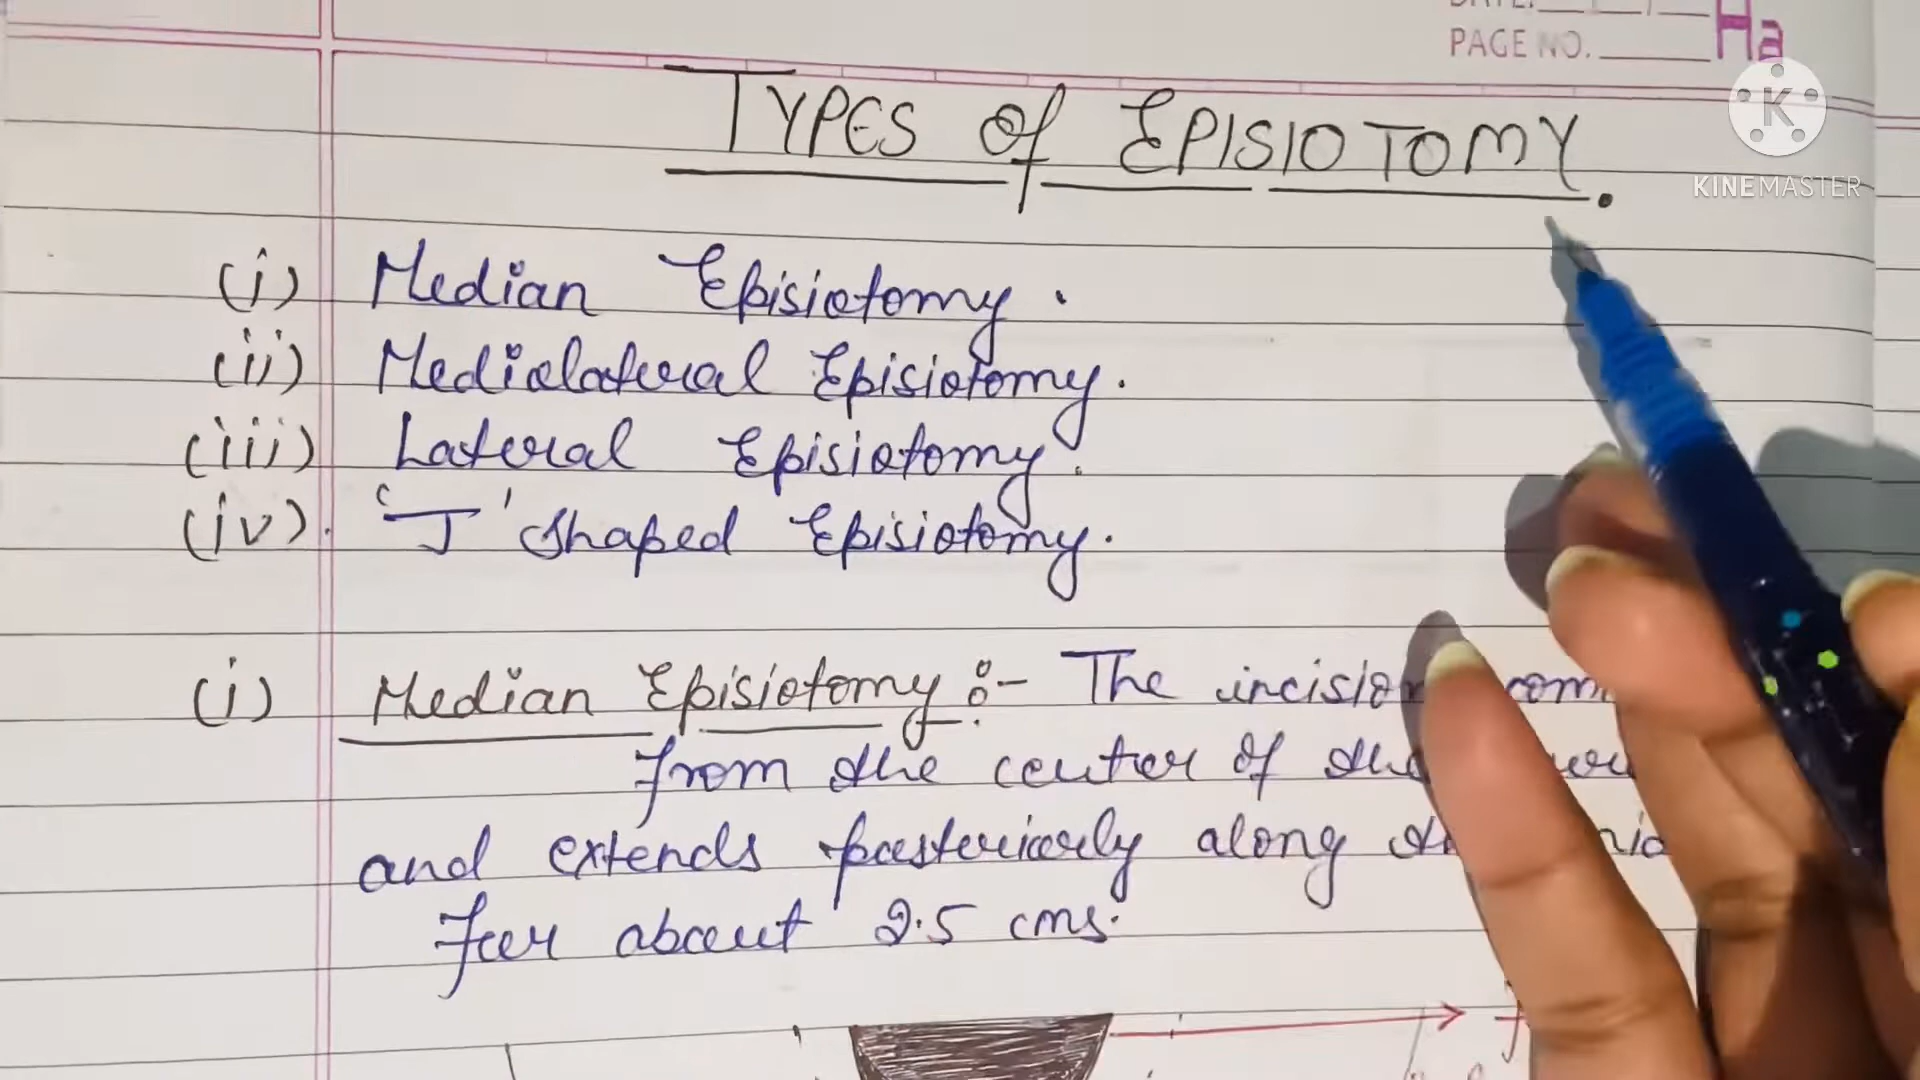 PAGE NO. Ha
K
KINEMASTER
TYPES of EPISIOTOMY.
(i) Median Episiotomy.
(ii) Mediolateral Episiotomy.
(iii) Lateral Episiotomy.
(iv). 'J' shaped Episiotomy.
(i) Median Episiotomy :- The incision
from the center of the
and extends posteriorly along
for about 2.5 cms.